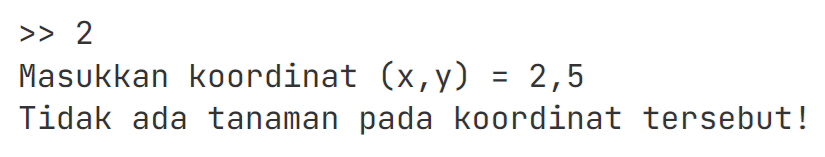 >> 2
Masukkan koordinat (x,y) = 2,5
Tidak ada tanaman pada koordinat tersebut!